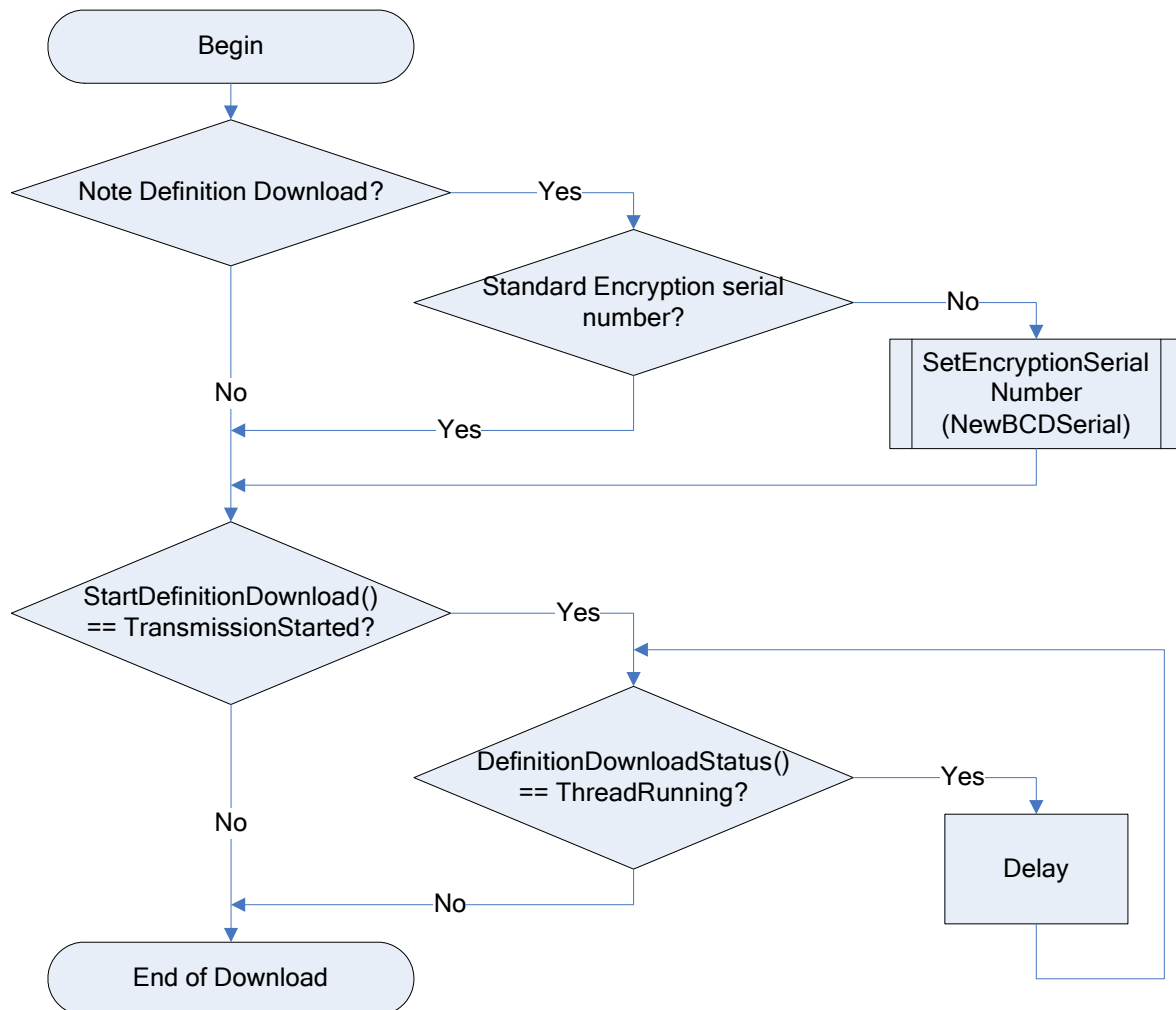 Begin
Note Definition Download?
Yes
Standard Encryption serial
number?
No
SetEncryptionSerial
Number
(NewBCDSerial)
No
Yes
StartDefinitionDownload()
== TransmissionStarted?
Yes
DefinitionDownloadStatus()
== ThreadRunning?
Yes
No
Delay
No
End of Download